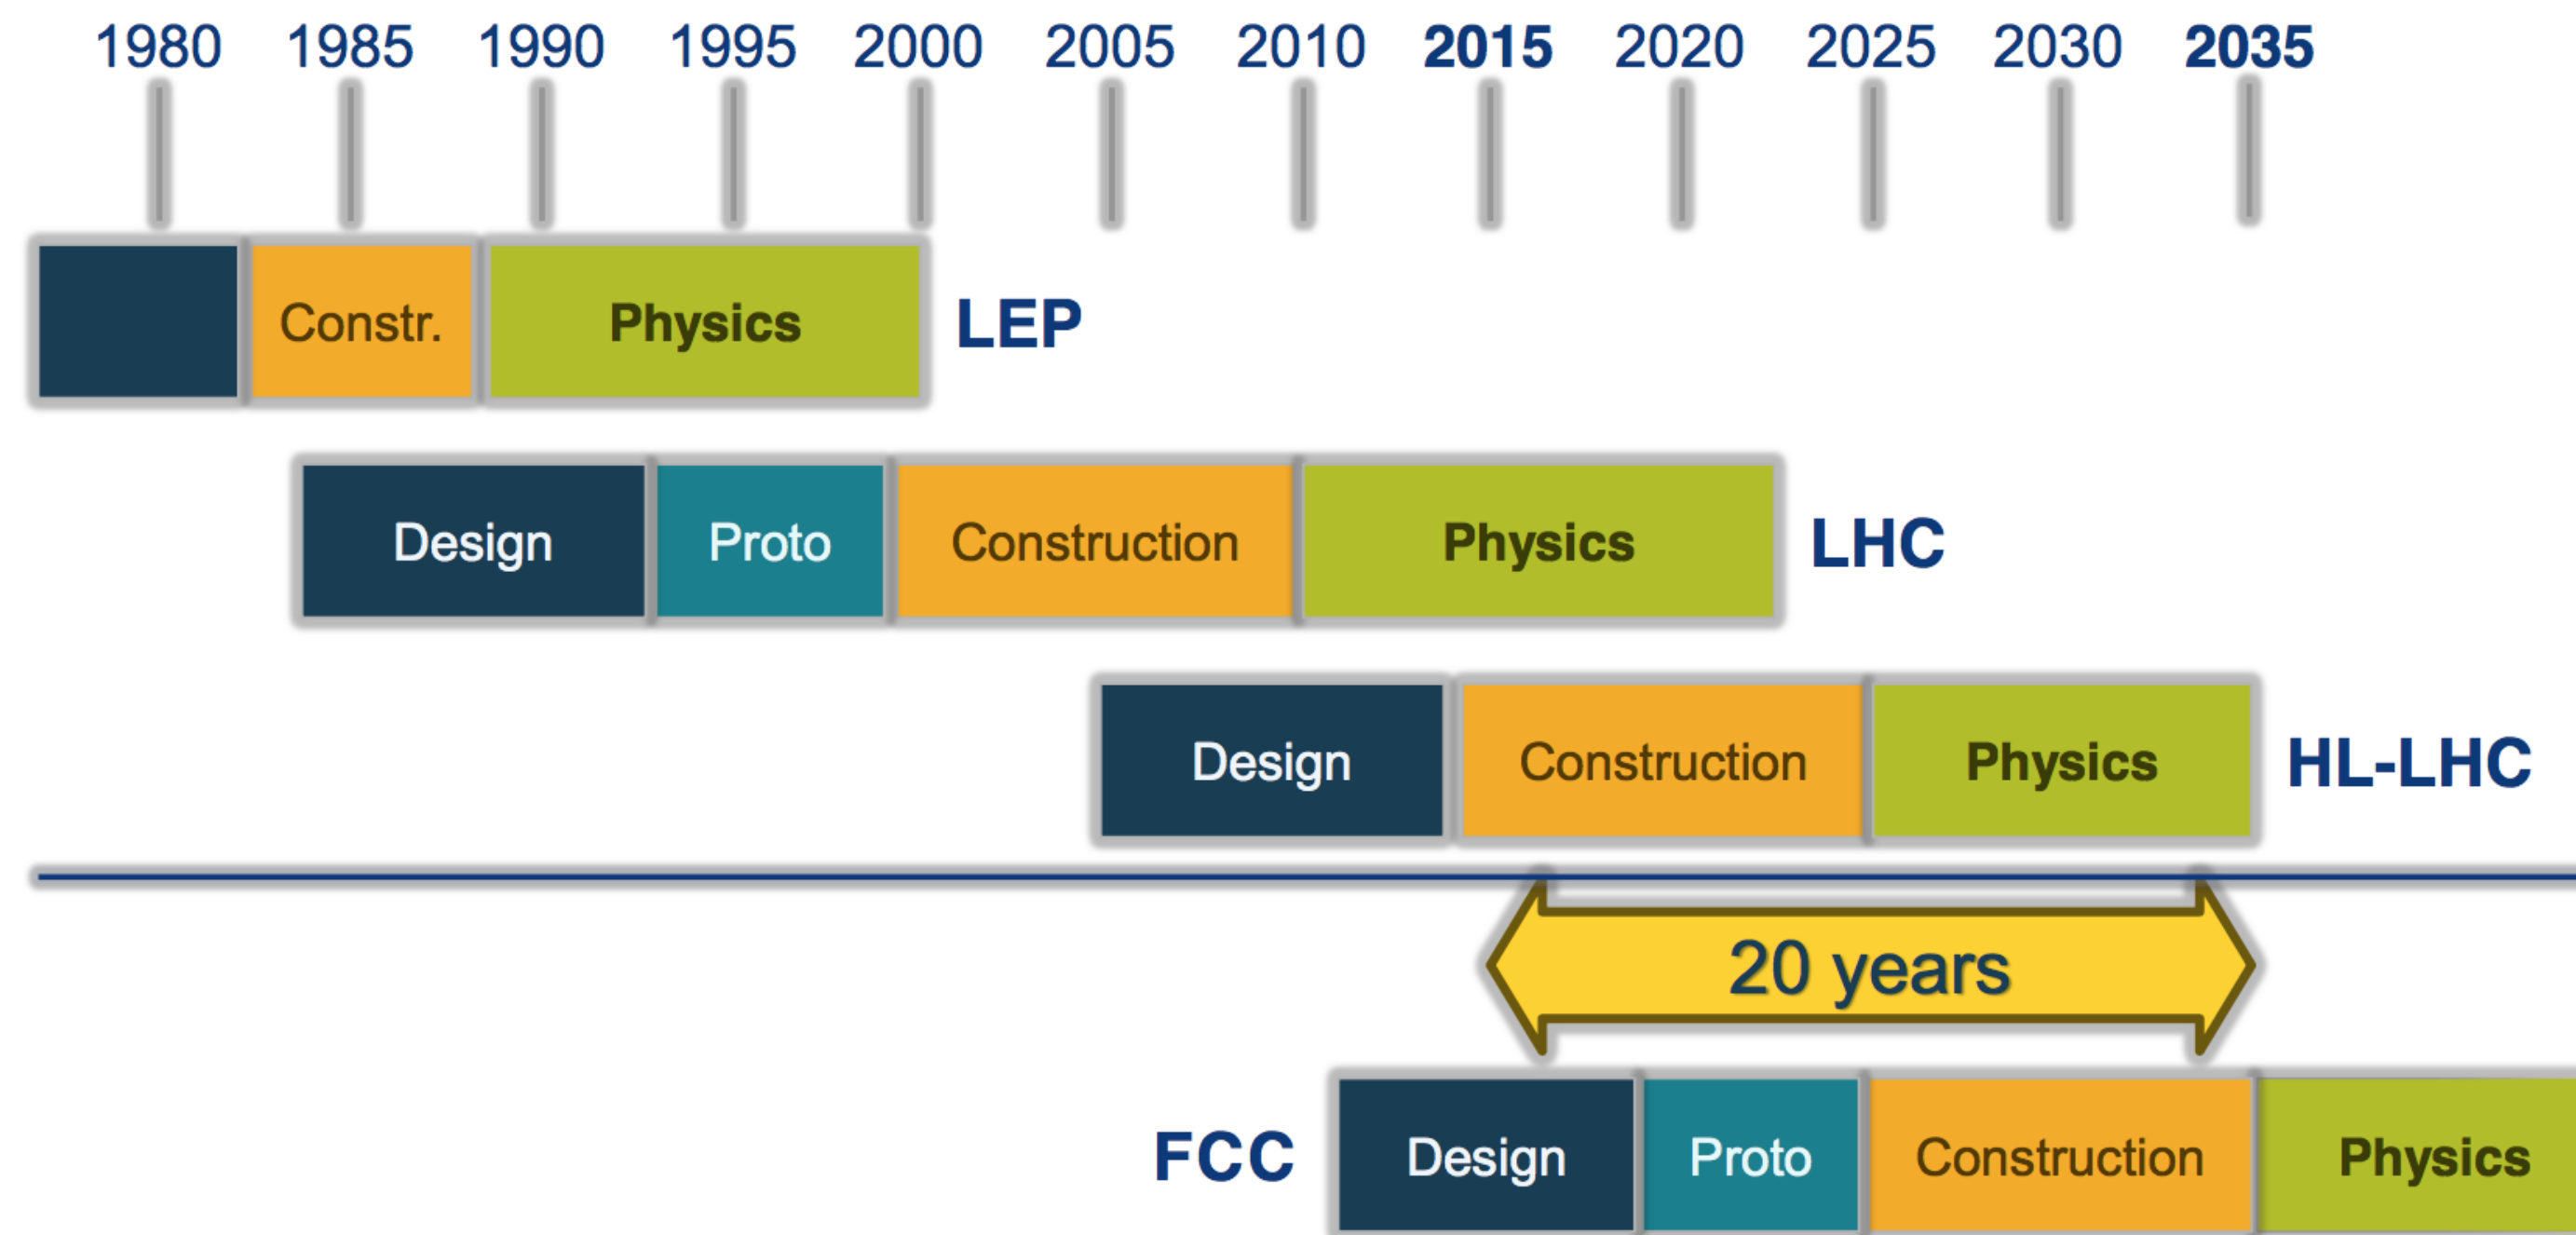 1980 1985 1990 1995 2000 2005 2010 2015 2020 2025 2030 2035
Constr. Physics LEP
Design Proto Construction Physics LHC
Design Construction Physics HL-LHC
20 years
FCC Design Proto Construction Physics